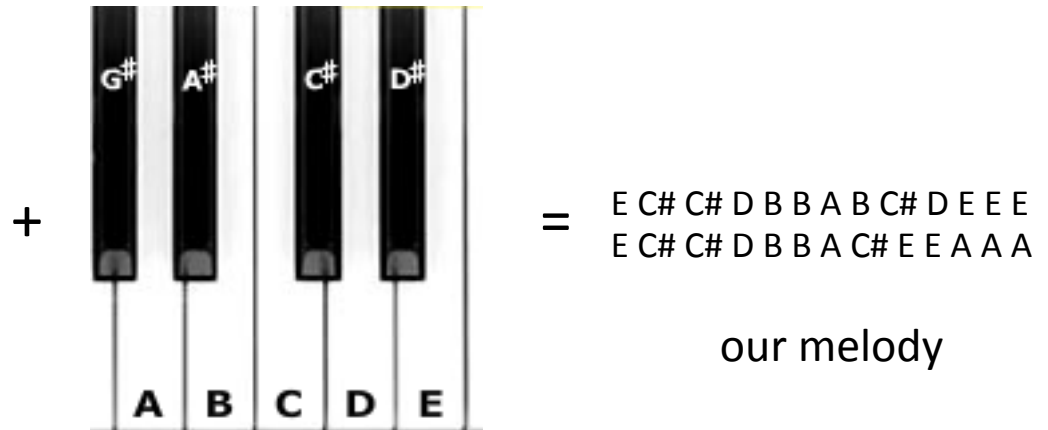 G# A# C# D#
+
=
E C# C# D B B A B C# D E E E
E C# C# D B B A C# E E A A A
our melody
A B C D E